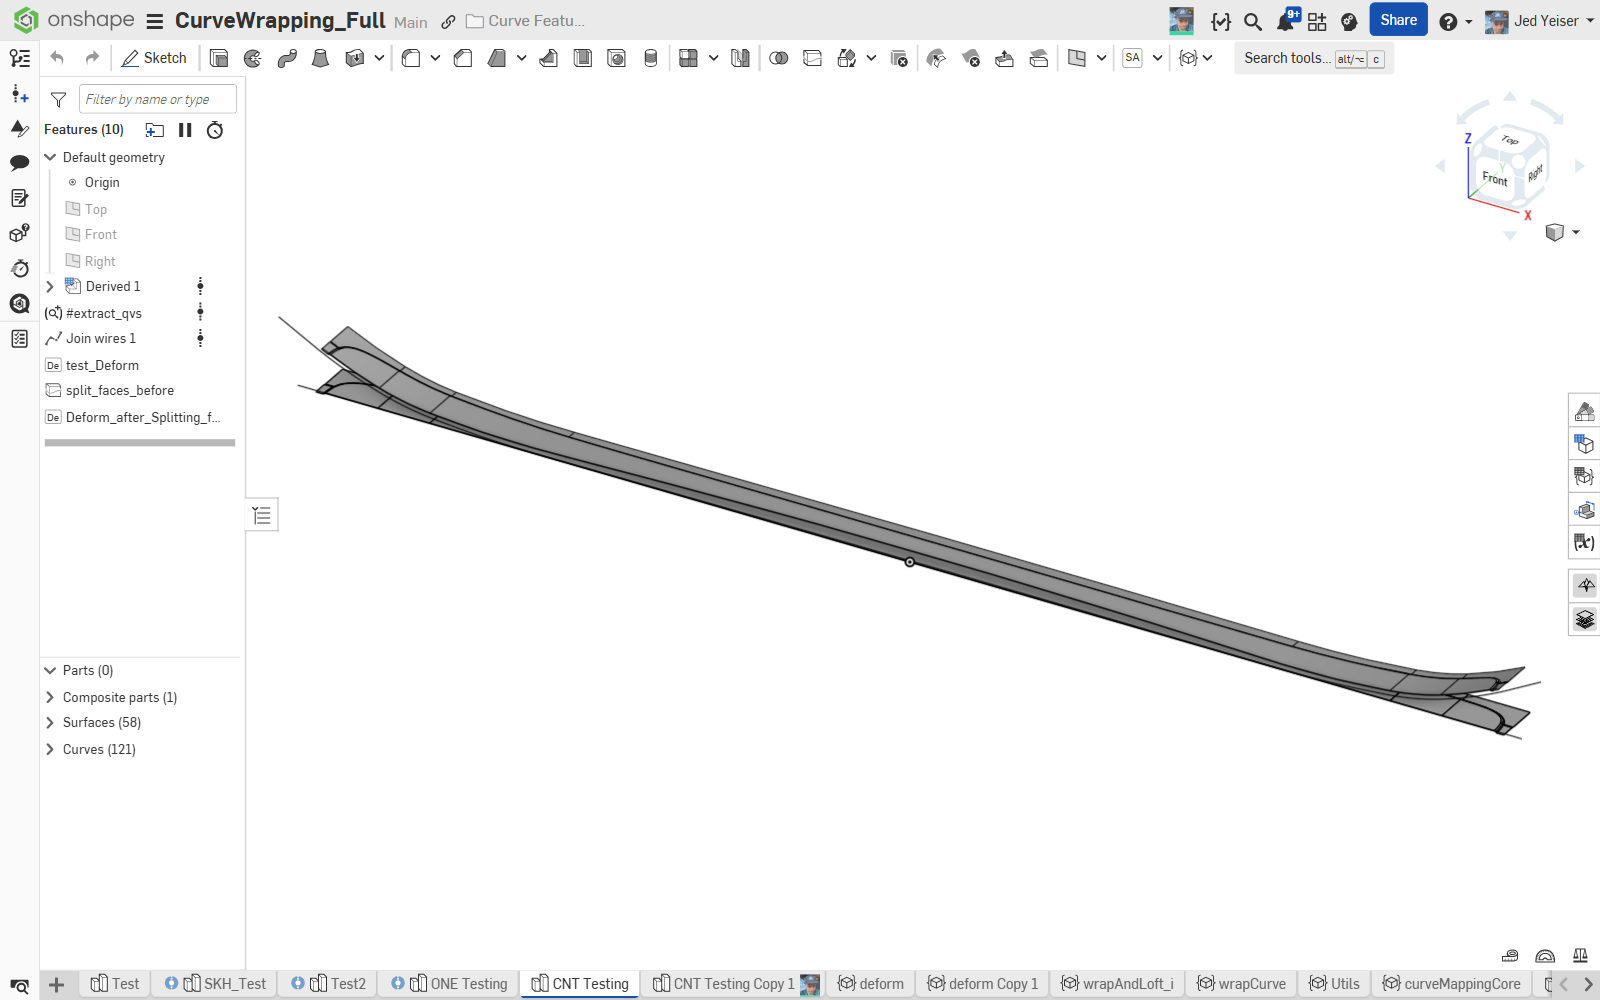 onshape CurveWrapping_Full Main Curve Featu... 9+ Share Jed Yeiser
Sketch SA Search tools... alt/⌥ c
Filter by name or type
Features (10)
Default geometry
Origin
Top
Front
Right
Derived 1
#extract_qvs
Join wires 1
De test_Deform
split_faces_before
De Deform_after_Splitting_f...
Parts (0)
Composite parts (1)
Surfaces (58)
Curves (121)
Z
Top
Y
Front
Right
X
Test SKH_Test Test2 ONE Testing CNT Testing CNT Testing Copy 1 deform deform Copy 1 wrapAndLoft_i wrapCurve Utils curveMappingCore